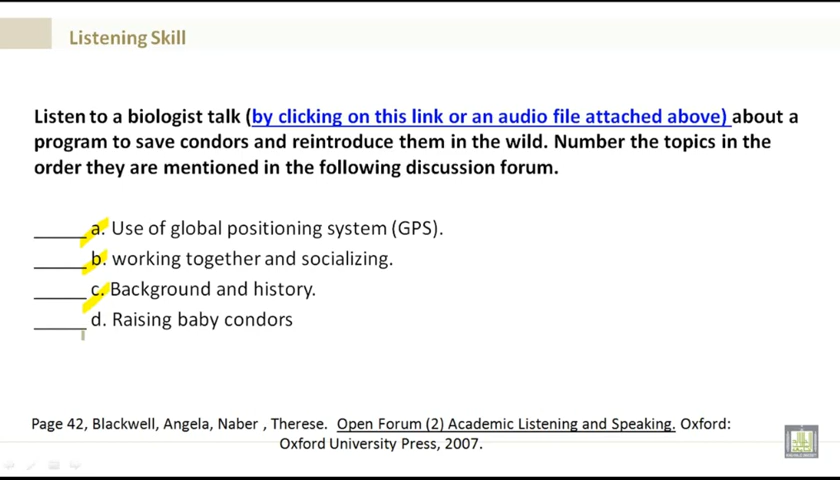 Listening Skill
Listen to a biologist talk (by clicking on this link or an audio file attached above) about a
program to save condors and reintroduce them in the wild. Number the topics in the
order they are mentioned in the following discussion forum.
_____ a. Use of global positioning system (GPS).
_____ b. working together and socializing.
_____ c. Background and history.
_____ d. Raising baby condors
Page 42, Blackwell, Angela, Naber , Therese. Open Forum (2) Academic Listening and Speaking. Oxford:
Oxford University Press, 2007.